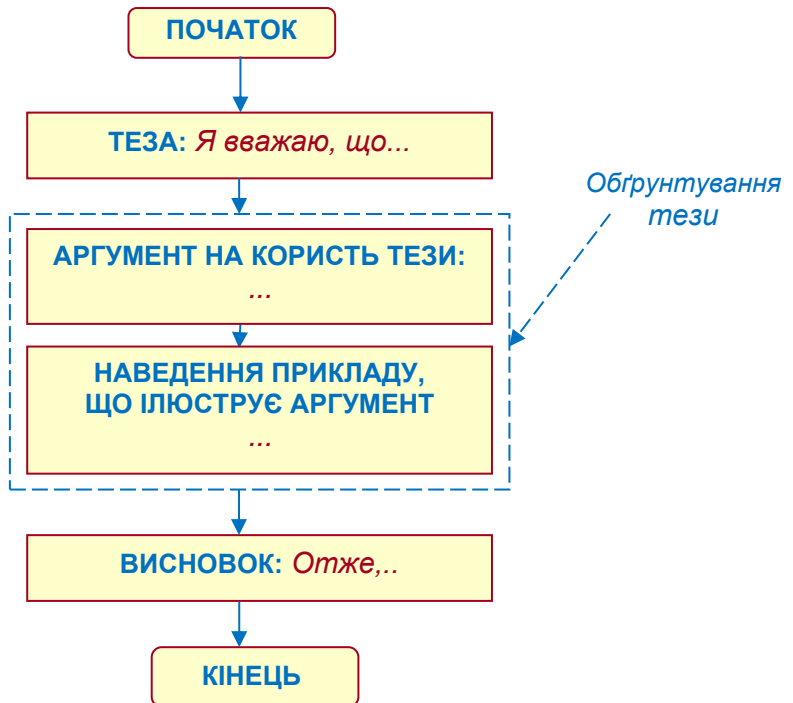 ПОЧАТОК
ТЕЗА: Я вважаю, що...
Обґрунтування
тези
АРГУМЕНТ НА КОРИСТЬ ТЕЗИ:
...
НАВЕДЕННЯ ПРИКЛАДУ,
ЩО ІЛЮСТРУЄ АРГУМЕНТ
...
ВИСНОВОК: Отже,..
КІНЕЦЬ